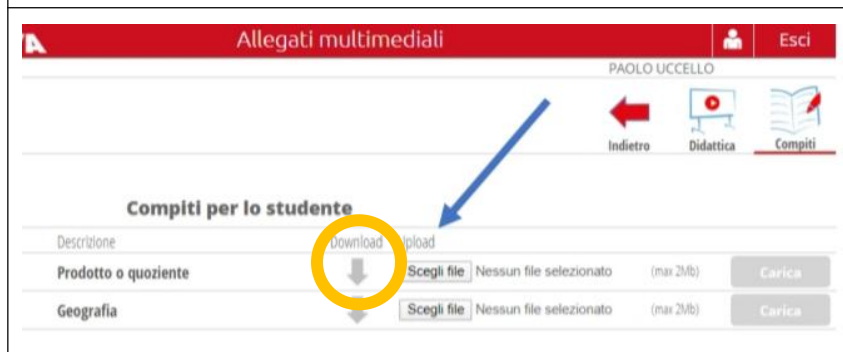 VA Allegati multimediali Esci
PAOLO UCCELLO
Indietro Didattica Compiti
Compiti per lo studente
Descrizione Download Upload
Prodotto o quoziente Scegli file Nessun file selezionato (max 2Mb) Carica
Geografia Scegli file Nessun file selezionato (max 2Mb) Carica